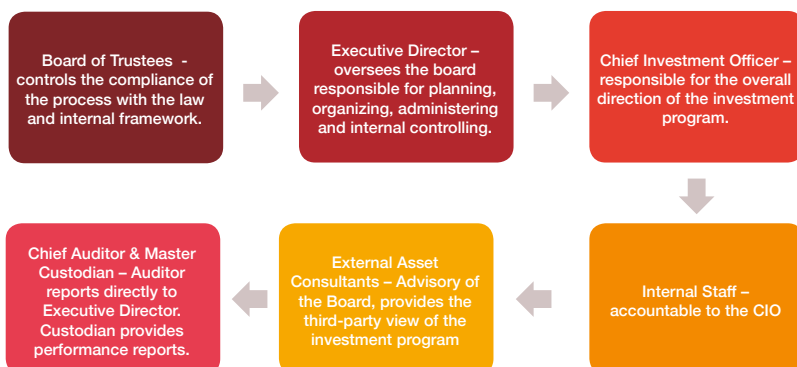 Board of Trustees  -
controls the compliance of
the process with the law
and internal framework.
Executive Director –
oversees the board
responsible for planning,
organizing, administering
and internal controlling.
Chief Investment Officer –
responsible for the overall
direction of the investment
program.
Chief Auditor & Master
Custodian – Auditor
reports directly to
Executive Director.
Custodian provides
performance reports.
External Asset
Consultants – Advisory of
the Board, provides the
third-party view of the
investment program
Internal Staff –
accountable to the CIO